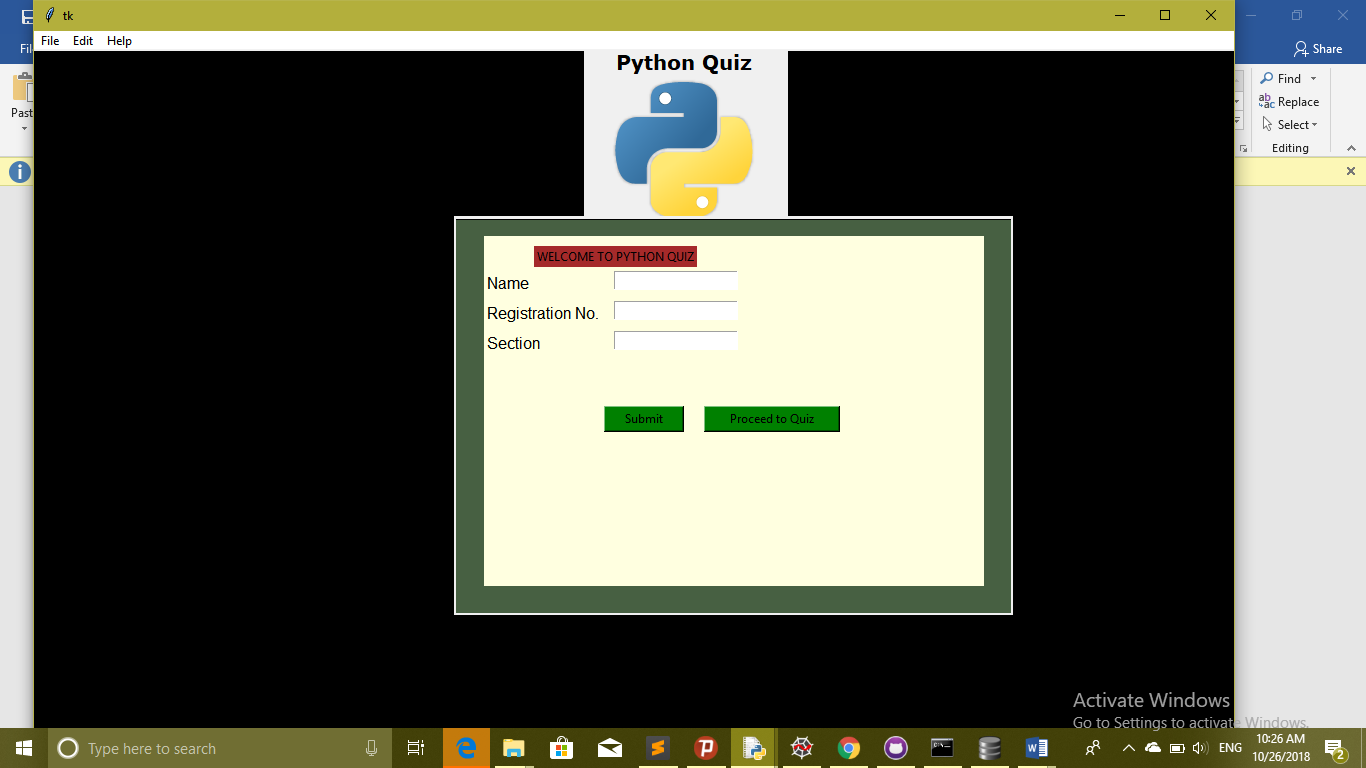 tk
File Edit Help
Share
Find
Past
Replace
Select
Editing
Python Quiz
WELCOME TO PYTHON QUIZ
Name
Registration No.
Section
Submit Proceed to Quiz
Activate Windows
Go to Settings to activate Windows.
Type here to search
ENG
10:26 AM
10/26/2018
2